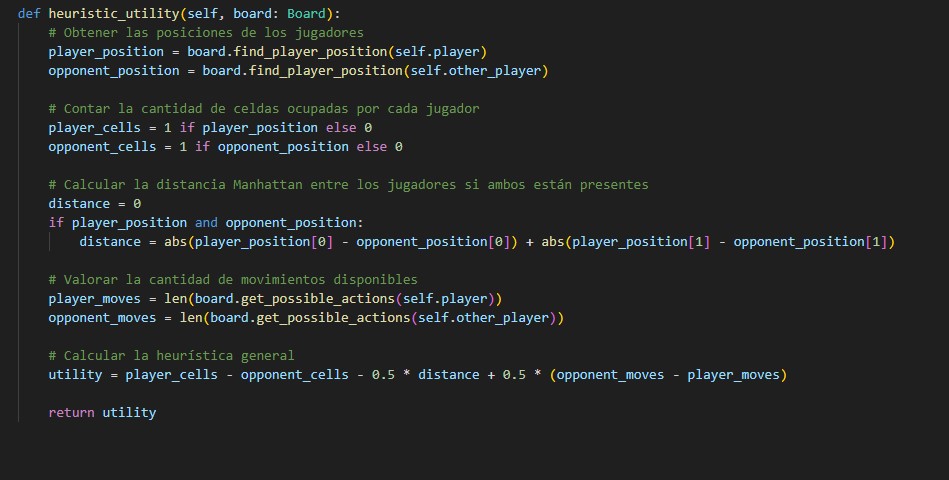 def heuristic_utility(self, board: Board):
    # Obtener las posiciones de los jugadores
    player_position = board.find_player_position(self.player)
    opponent_position = board.find_player_position(self.other_player)

    # Contar la cantidad de celdas ocupadas por cada jugador
    player_cells = 1 if player_position else 0
    opponent_cells = 1 if opponent_position else 0

    # Calcular la distancia Manhattan entre los jugadores si ambos están presentes
    distance = 0
    if player_position and opponent_position:
        distance = abs(player_position[0] - opponent_position[0]) + abs(player_position[1] - opponent_position[1])

    # Valorar la cantidad de movimientos disponibles
    player_moves = len(board.get_possible_actions(self.player))
    opponent_moves = len(board.get_possible_actions(self.other_player))

    # Calcular la heurística general
    utility = player_cells - opponent_cells - 0.5 * distance + 0.5 * (opponent_moves - player_moves)

    return utility